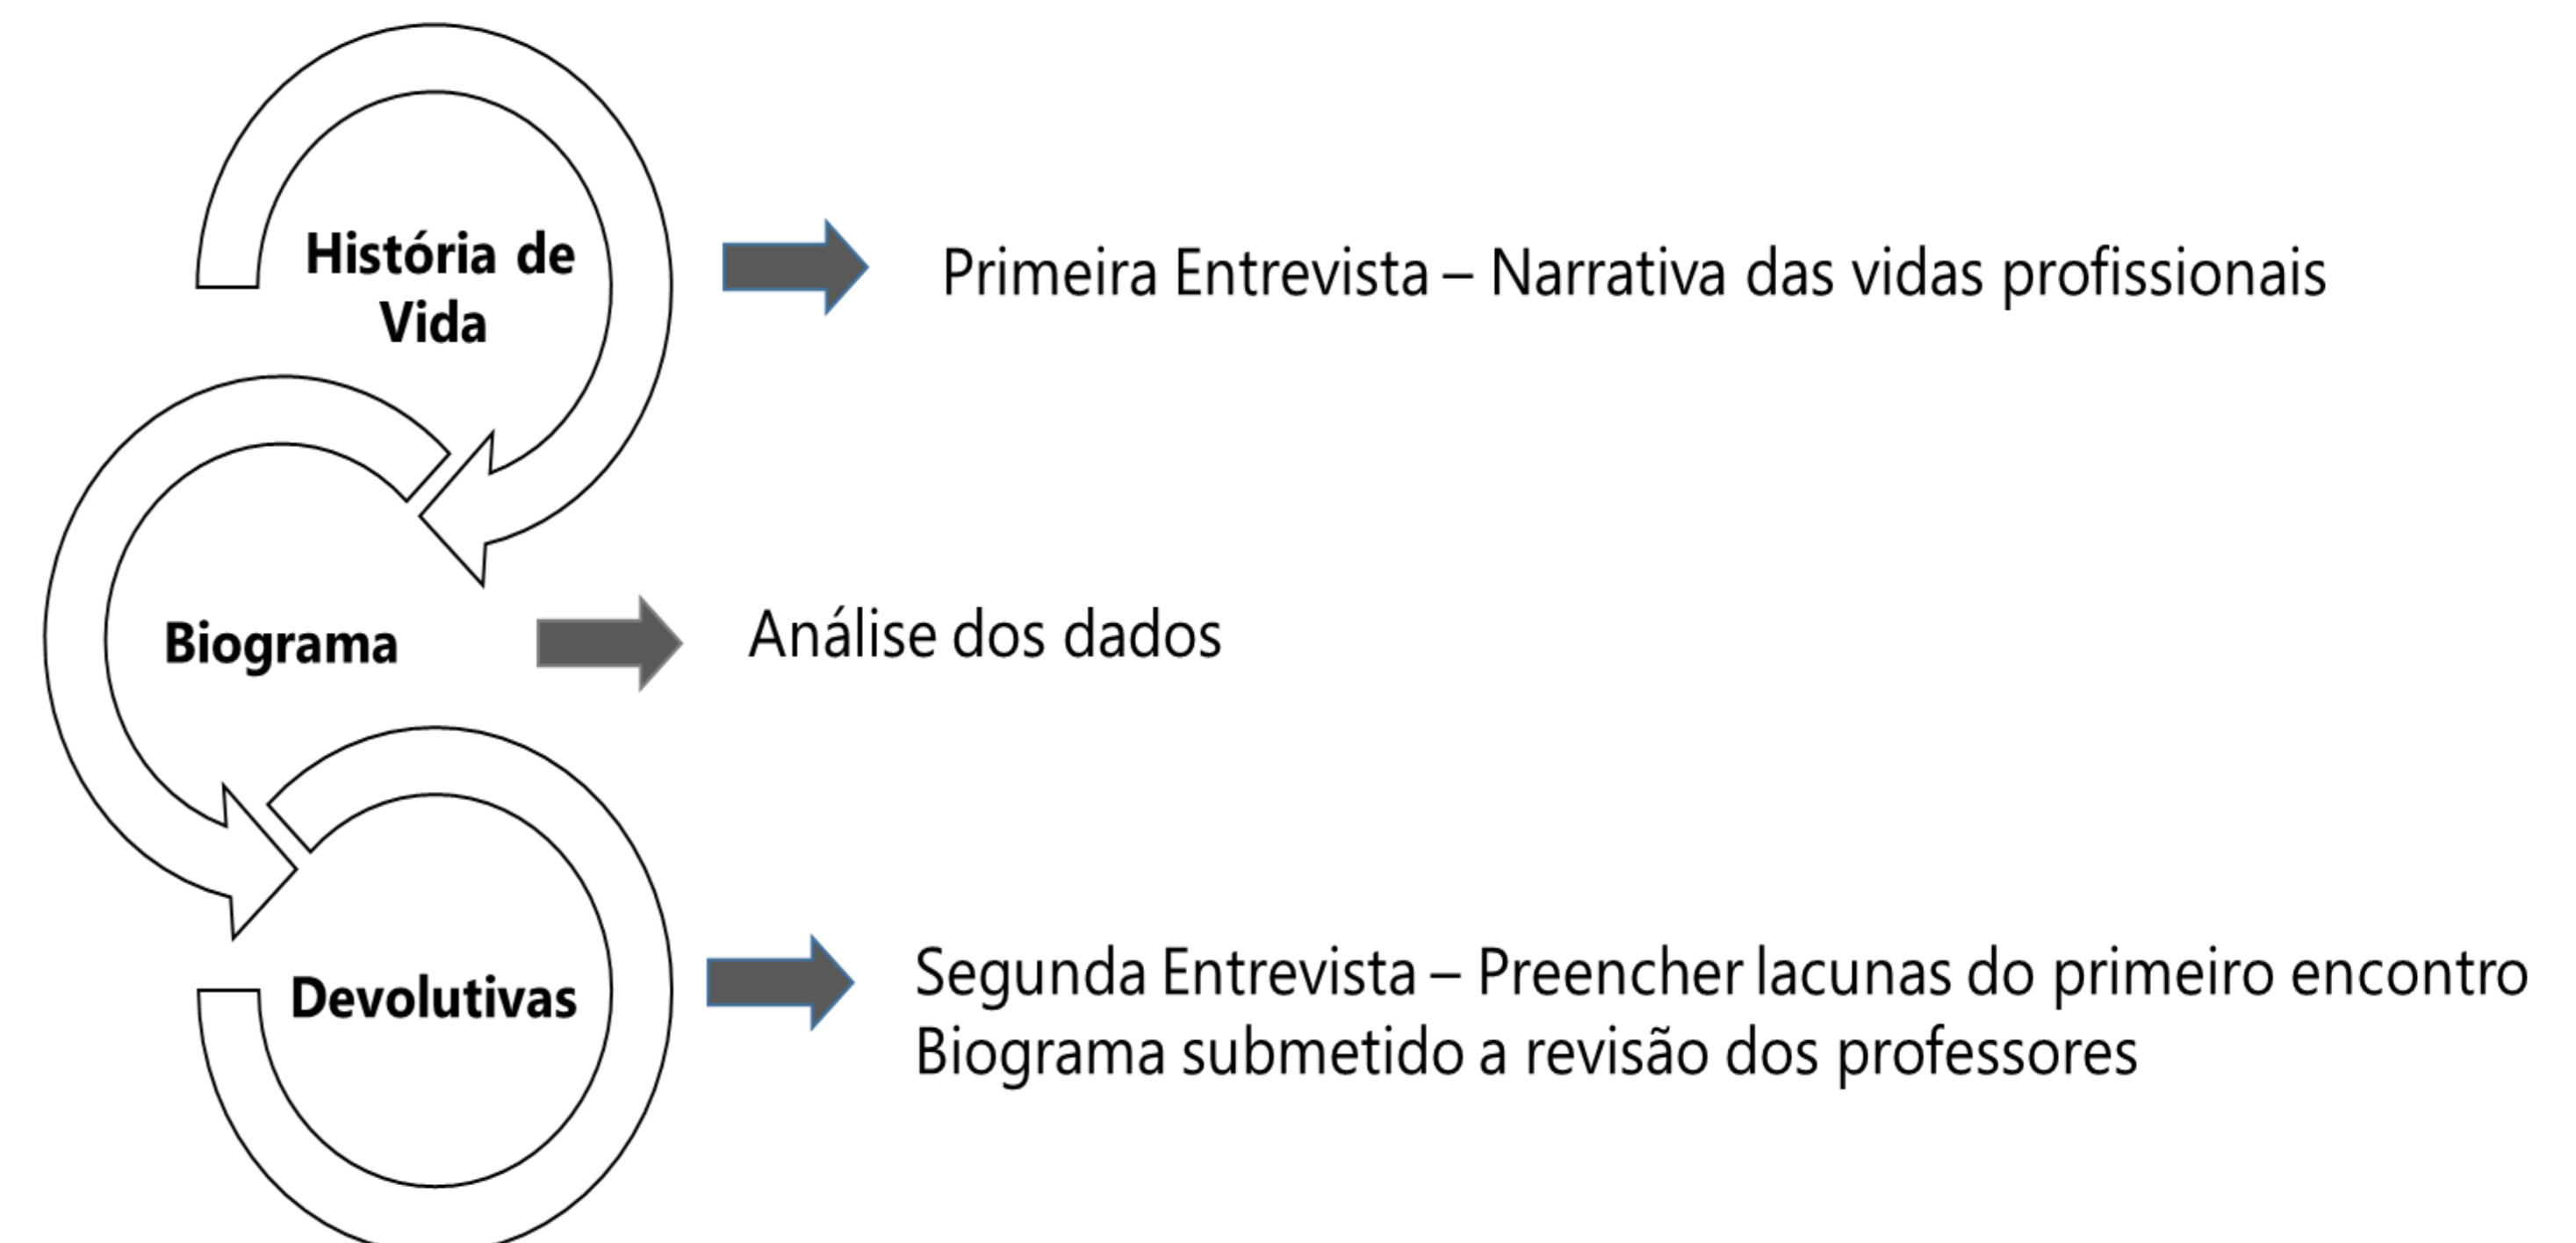 História de
Vida
Primeira Entrevista – Narrativa das vidas profissionais
Biograma
Análise dos dados
Devolutivas
Segunda Entrevista – Preencher lacunas do primeiro encontro
Biograma submetido a revisão dos professores